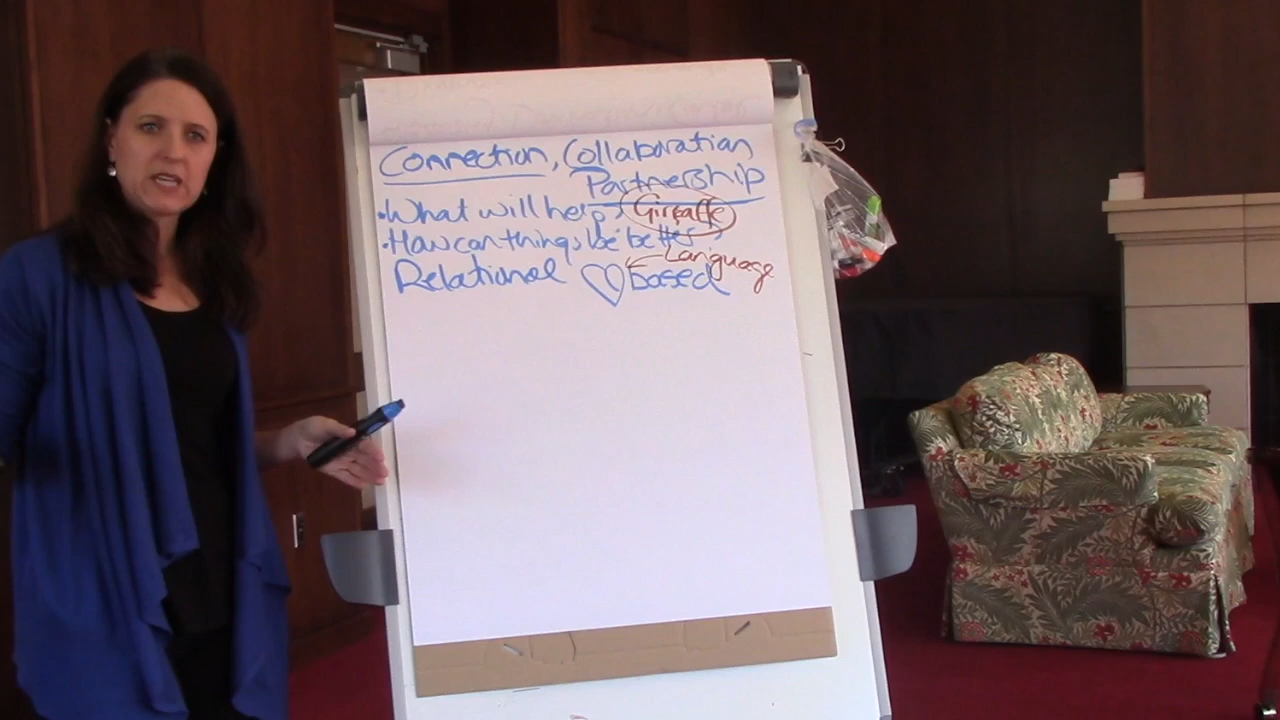 Connection, Collaboration,
Partnership
• What will help? Giraffe
• How can things be better?
Language
Relational ♡ based